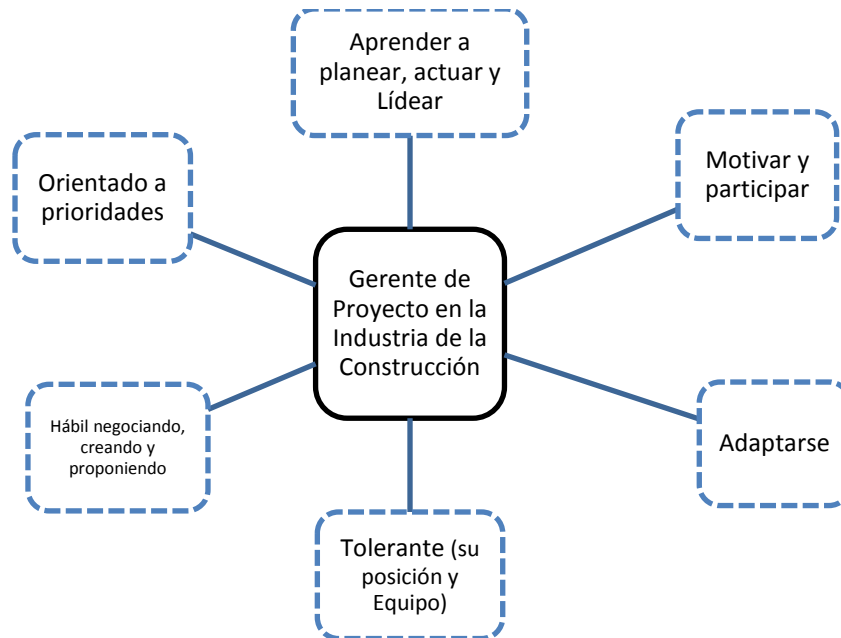 Aprender a
planear, actuar y
Lídear
Orientado a
prioridades
Motivar y
participar
Gerente de
Proyecto en la
Industria de la
Construcción
Hábil negociando,
creando y
proponiendo
Adaptarse
Tolerante (su
posición y
Equipo)